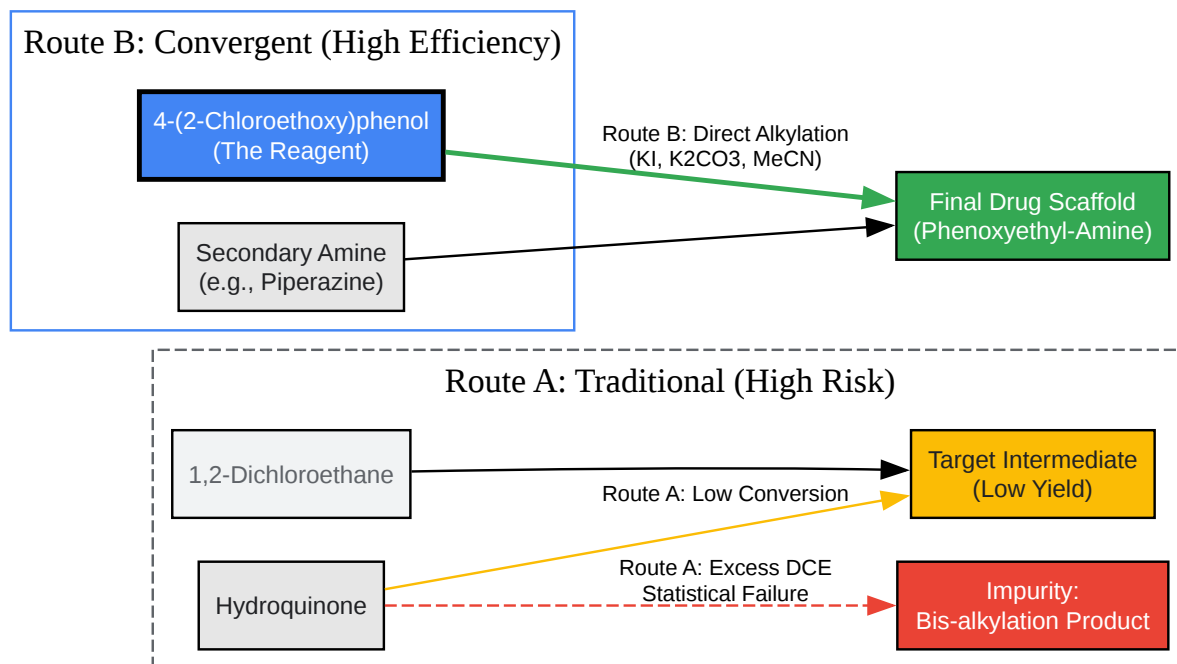 Route B: Convergent (High Efficiency)
4-(2-Chloroethoxy)phenol
(The Reagent)
Route B: Direct Alkylation
(KI, K2CO3, MeCN)
Final Drug Scaffold
(Phenoxyethyl-Amine)
Secondary Amine
(e.g., Piperazine)
Route A: Traditional (High Risk)
1,2-Dichloroethane
Target Intermediate
(Low Yield)
Route A: Low Conversion
Hydroquinone
Route A: Excess DCE
Statistical Failure
Impurity:
Bis-alkylation Product